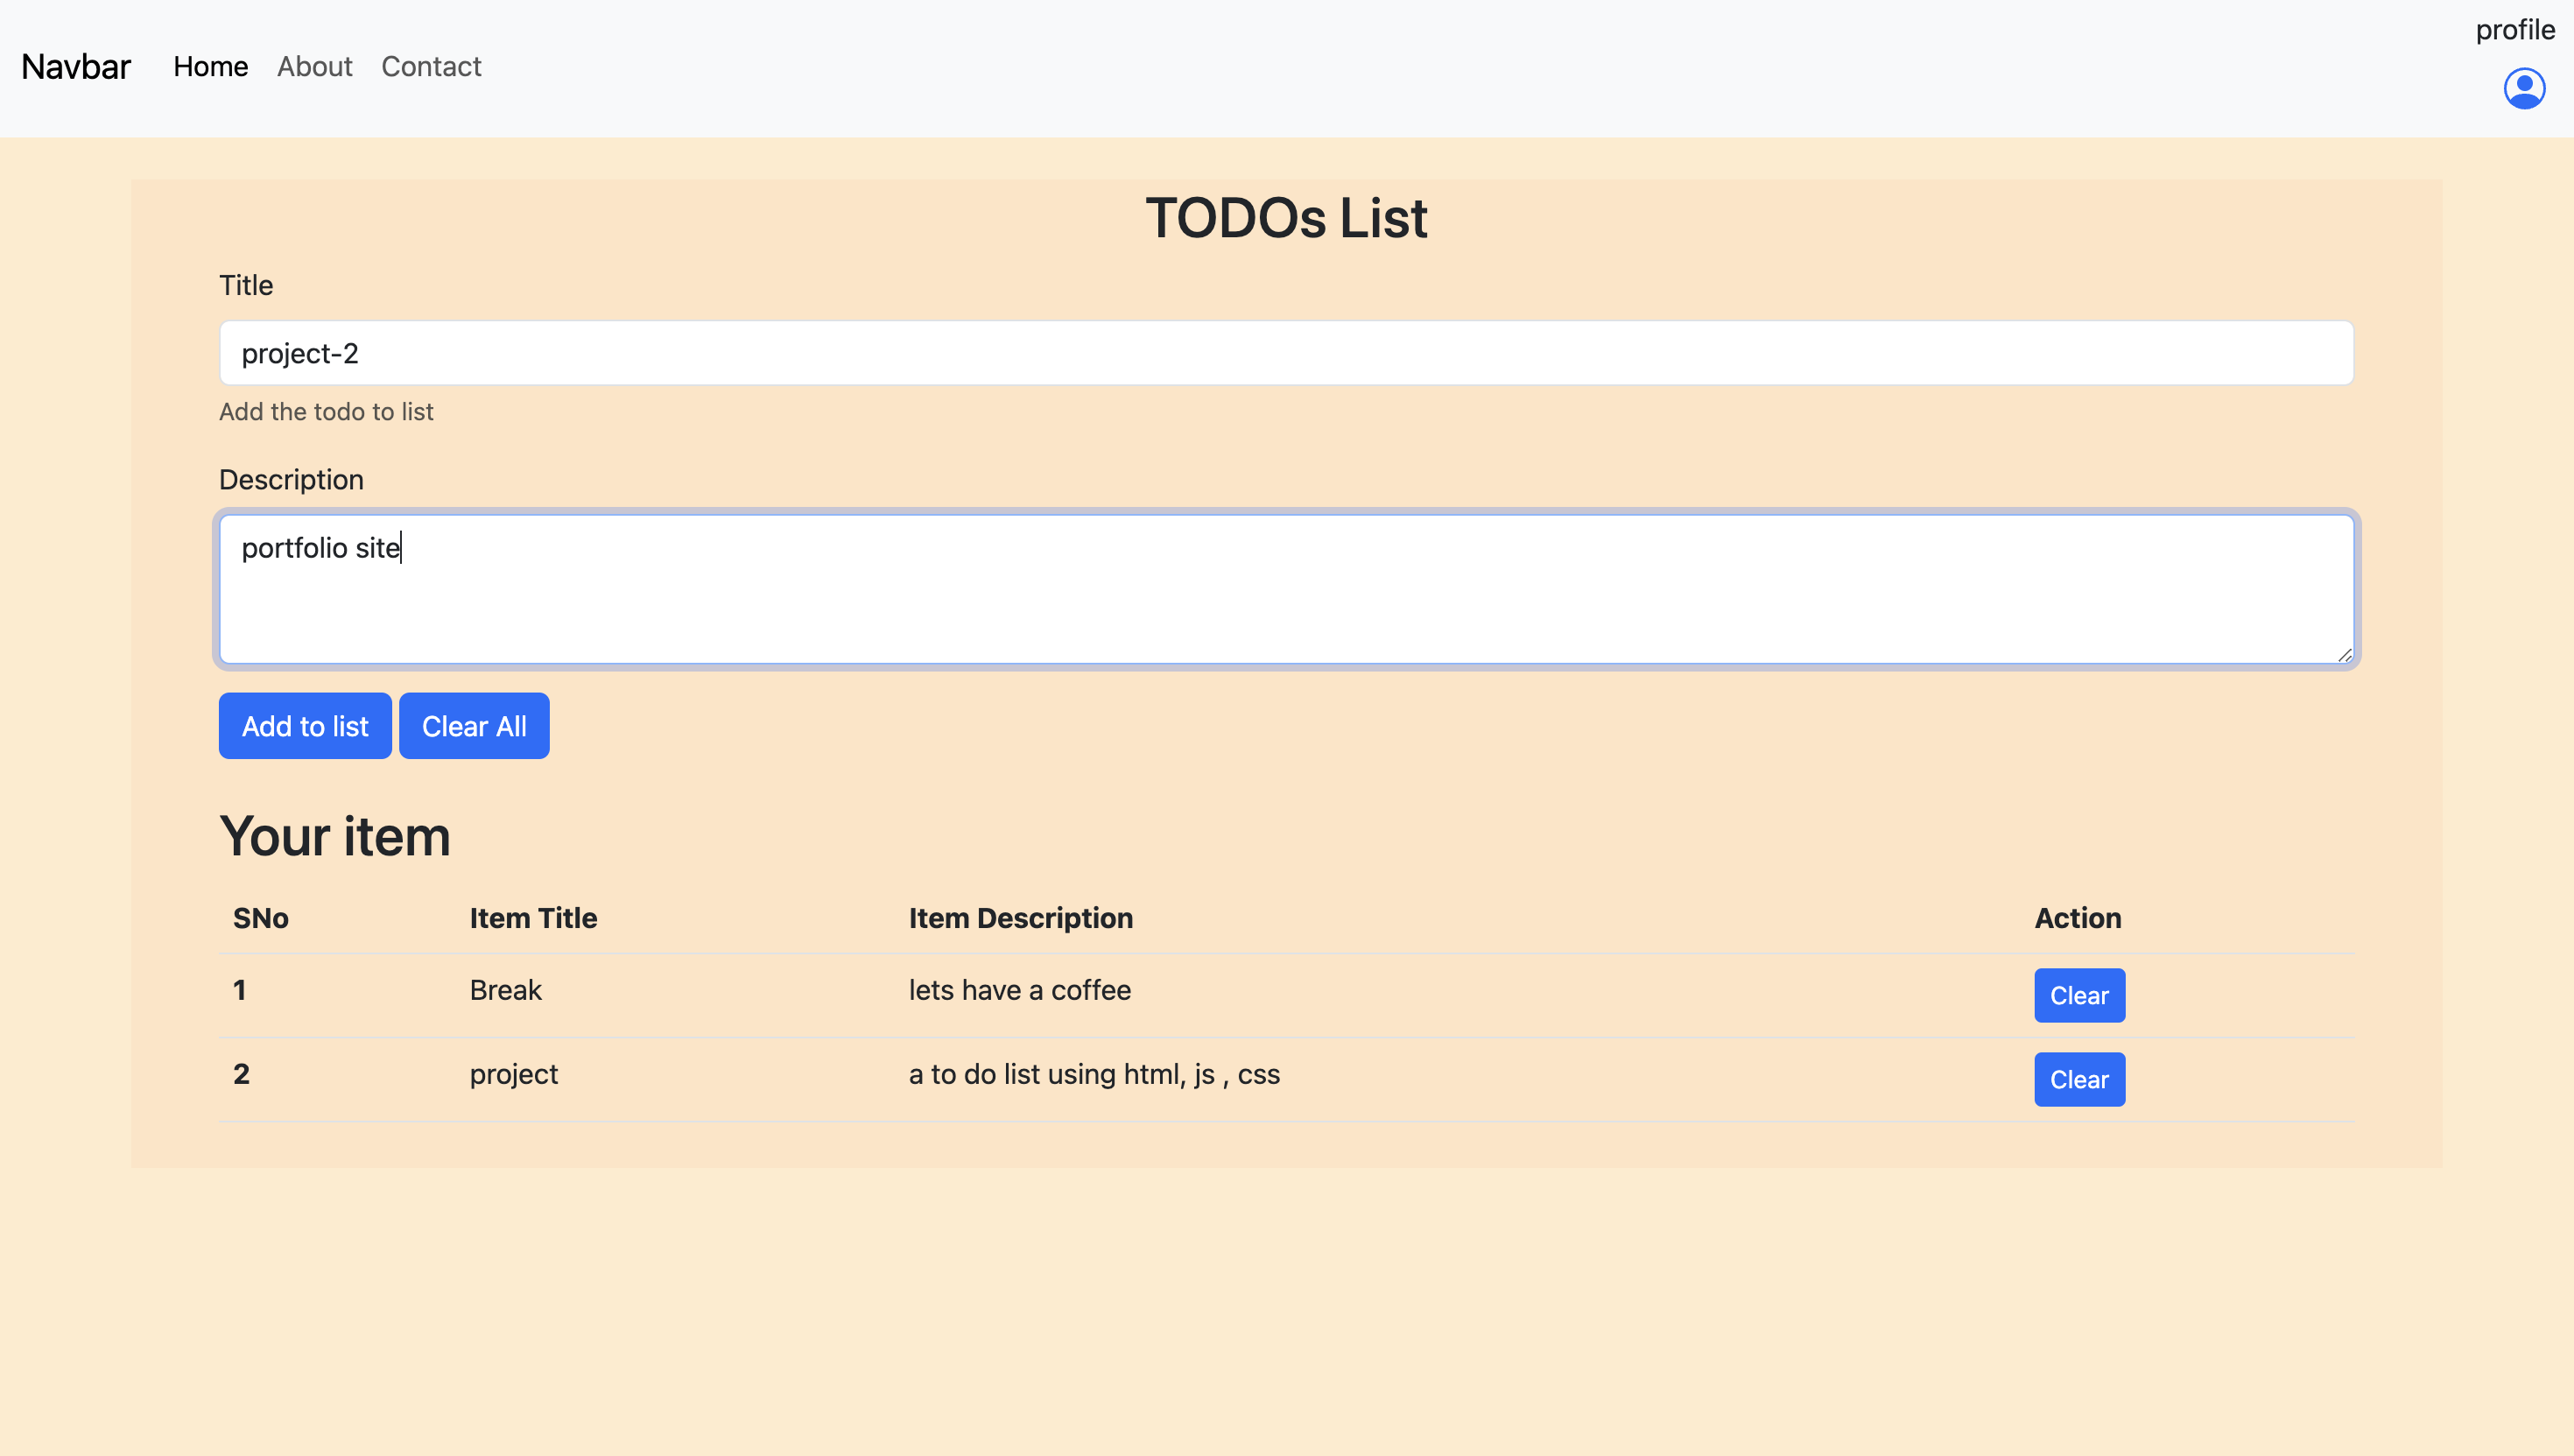 profile
Navbar Home About Contact
TODOs List
Title
project-2
Add the todo to list
Description
portfolio site
Add to list Clear All
Your item
SNo Item Title Item Description Action
1 Break lets have a coffee Clear
2 project a to do list using html, js , css Clear